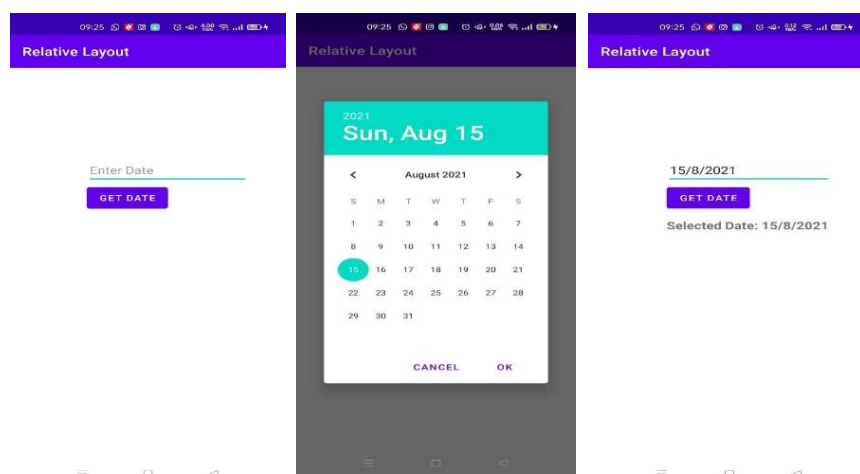 09:25
Relative Layout
Enter Date
GET DATE
09:25
Relative Layout
2021
Sun, Aug 15
August 2021
S M T W T F S
1 2 3 4 5 6 7
8 9 10 11 12 13 14
15 16 17 18 19 20 21
22 23 24 25 26 27 28
29 30 31
CANCEL OK
09:25
Relative Layout
15/8/2021
GET DATE
Selected Date: 15/8/2021